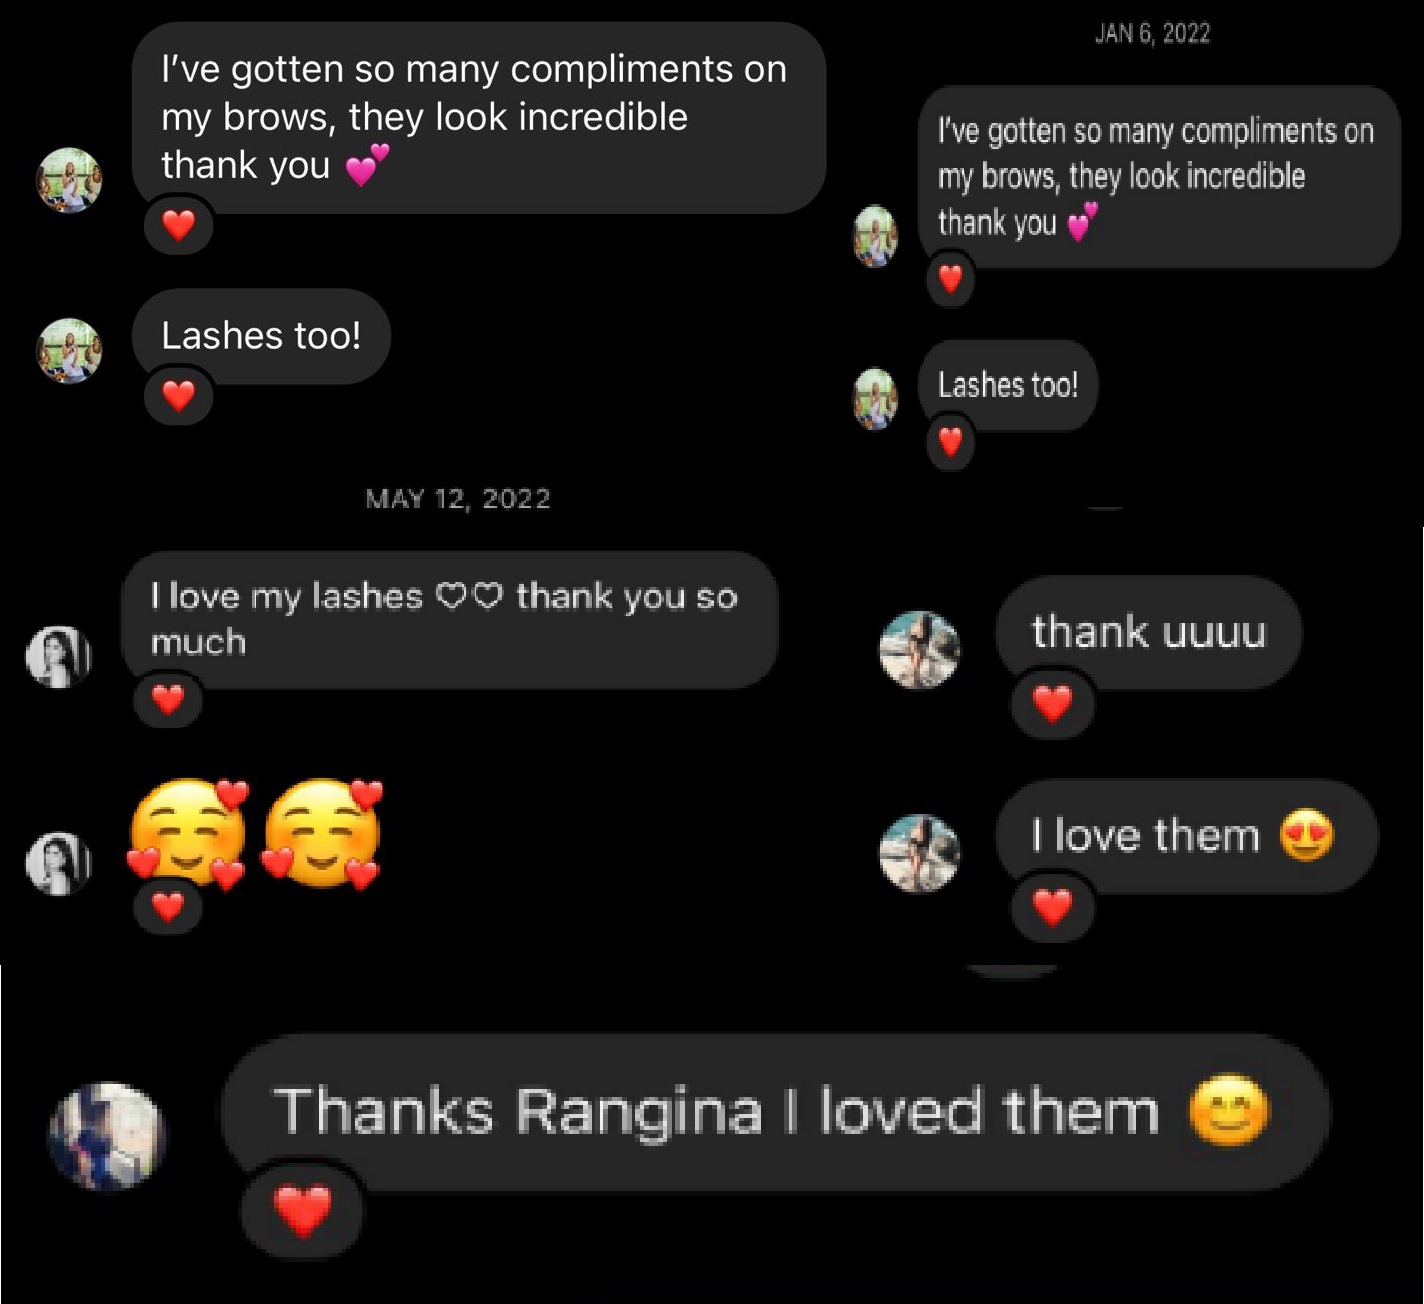 I've gotten so many compliments on
my brows, they look incredible
thank you 💕
Lashes too!
JAN 6, 2022
I've gotten so many compliments on
my brows, they look incredible
thank you 💕
Lashes too!
MAY 12, 2022
I love my lashes ♡♡ thank you so
much
🥰🥰
thank uuuu
I love them 😍
Thanks Rangina I loved them 😊